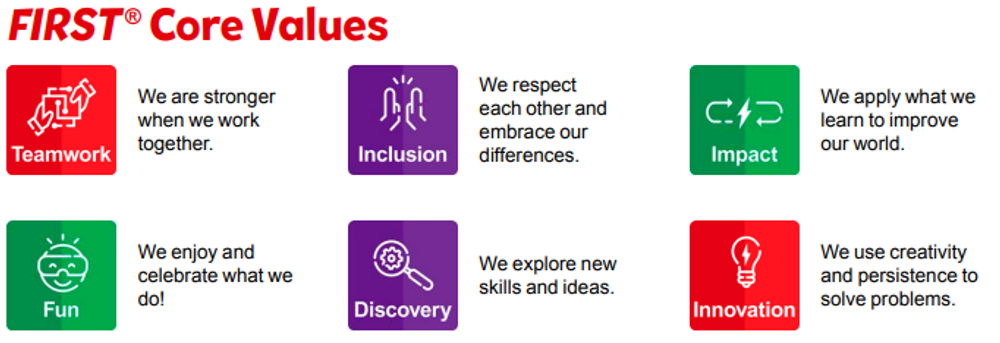 FIRST® Core Values
Teamwork
We are stronger
when we work
together.
Inclusion
We respect
each other and
embrace our
differences.
Impact
We apply what we
learn to improve
our world.
Fun
We enjoy and
celebrate what we
do!
Discovery
We explore new
skills and ideas.
Innovation
We use creativity
and persistence to
solve problems.